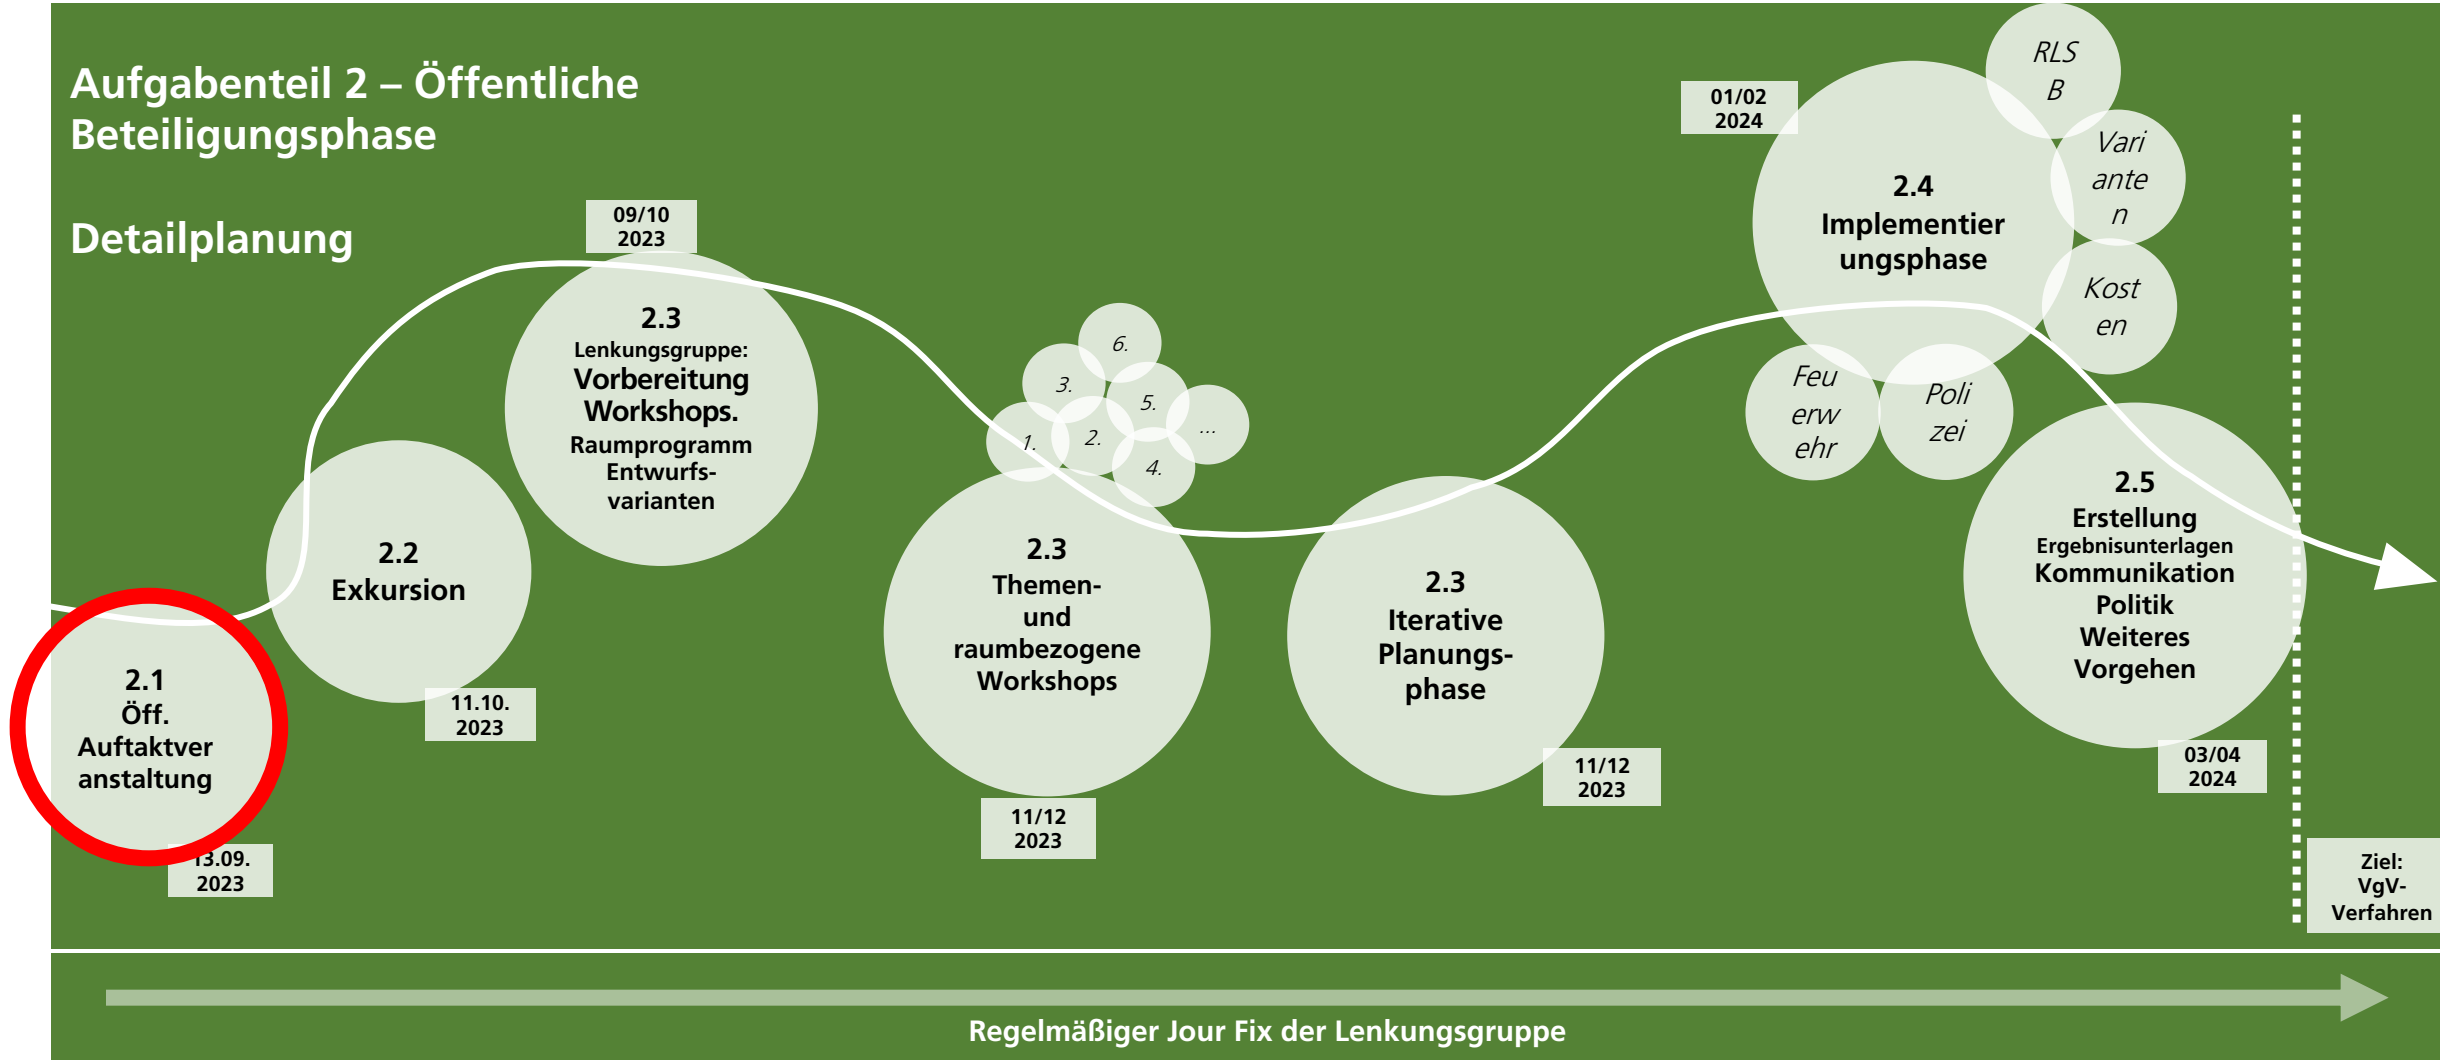 Aufgabenteil 2 – Öffentliche
Beteiligungsphase
Detailplanung
2.1
Öff.
Auftaktver
anstaltung
13.09.
2023
2.2
Exkursion
11.10.
2023
09/10
2023
2.3
Lenkungsgruppe:
Vorbereitung
Workshops.
Raumprogramm
Entwurfs-
varianten
6.
3.
5.
...
1.
2.
4.
2.3
Themen-
und
raumbezogene
Workshops
11/12
2023
2.3
Iterative
Planungs-
phase
11/12
2023
01/02
2024
2.4
Implementier
ungsphase
RLS
B
Vari
ante
n
Kost
en
Poli
zei
Feu
erw
ehr
2.5
Erstellung
Ergebnisunterlagen
Kommunikation
Politik
Weiteres
Vorgehen
03/04
2024
Ziel:
VgV-
Verfahren
Regelmäßiger Jour Fix der Lenkungsgruppe